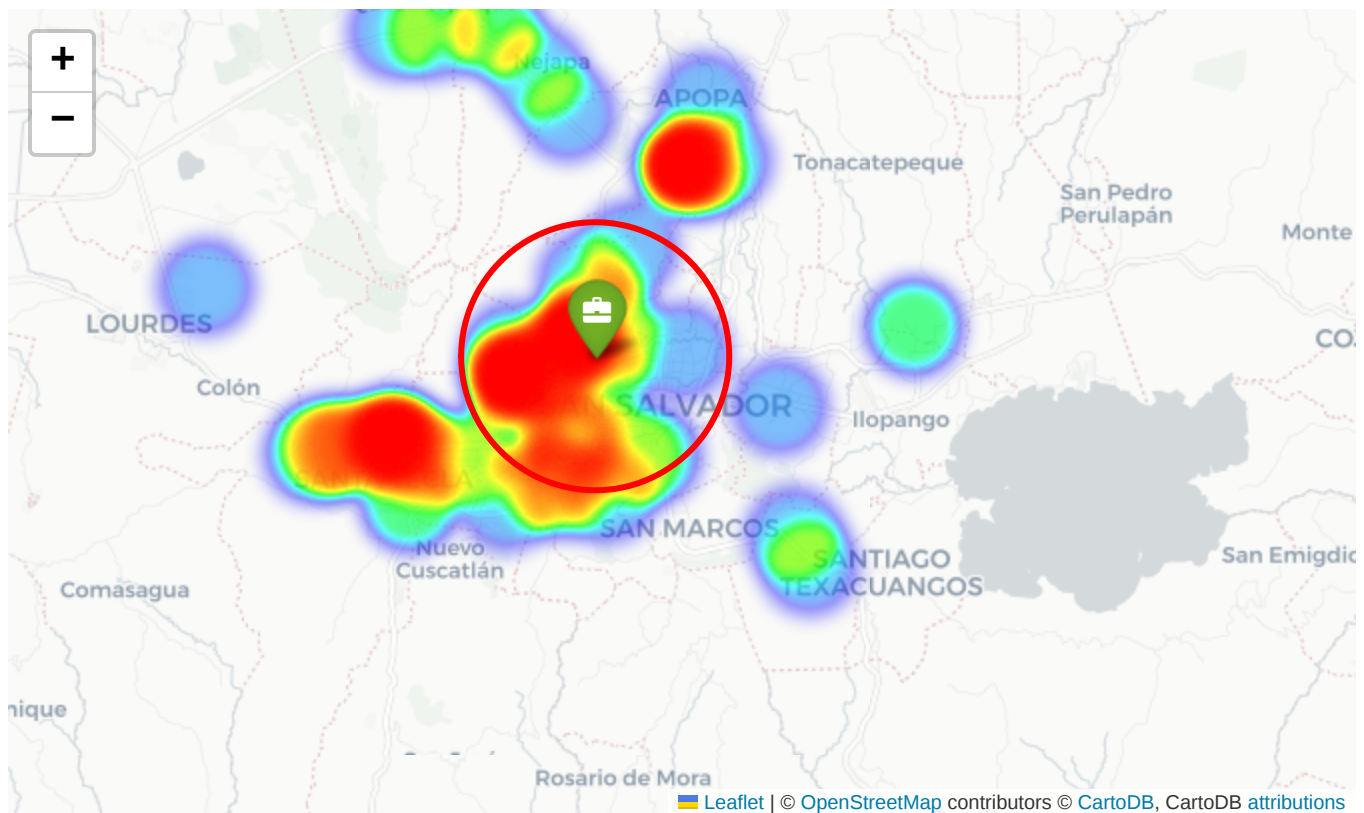 +
−
Nejapa
APOPA
Tonacatepeque
San Pedro
Perulapán
Monte
LOURDES
Colón
SAN SALVADOR
Ilopango
SAN MARCOS
Nuevo
Cuscatlán
SANTIAGO
TEXACUANGOS
San Emigdio
Comasagua
nique
Rosario de Mora
Leaflet | © OpenStreetMap contributors © CartoDB, CartoDB attributions